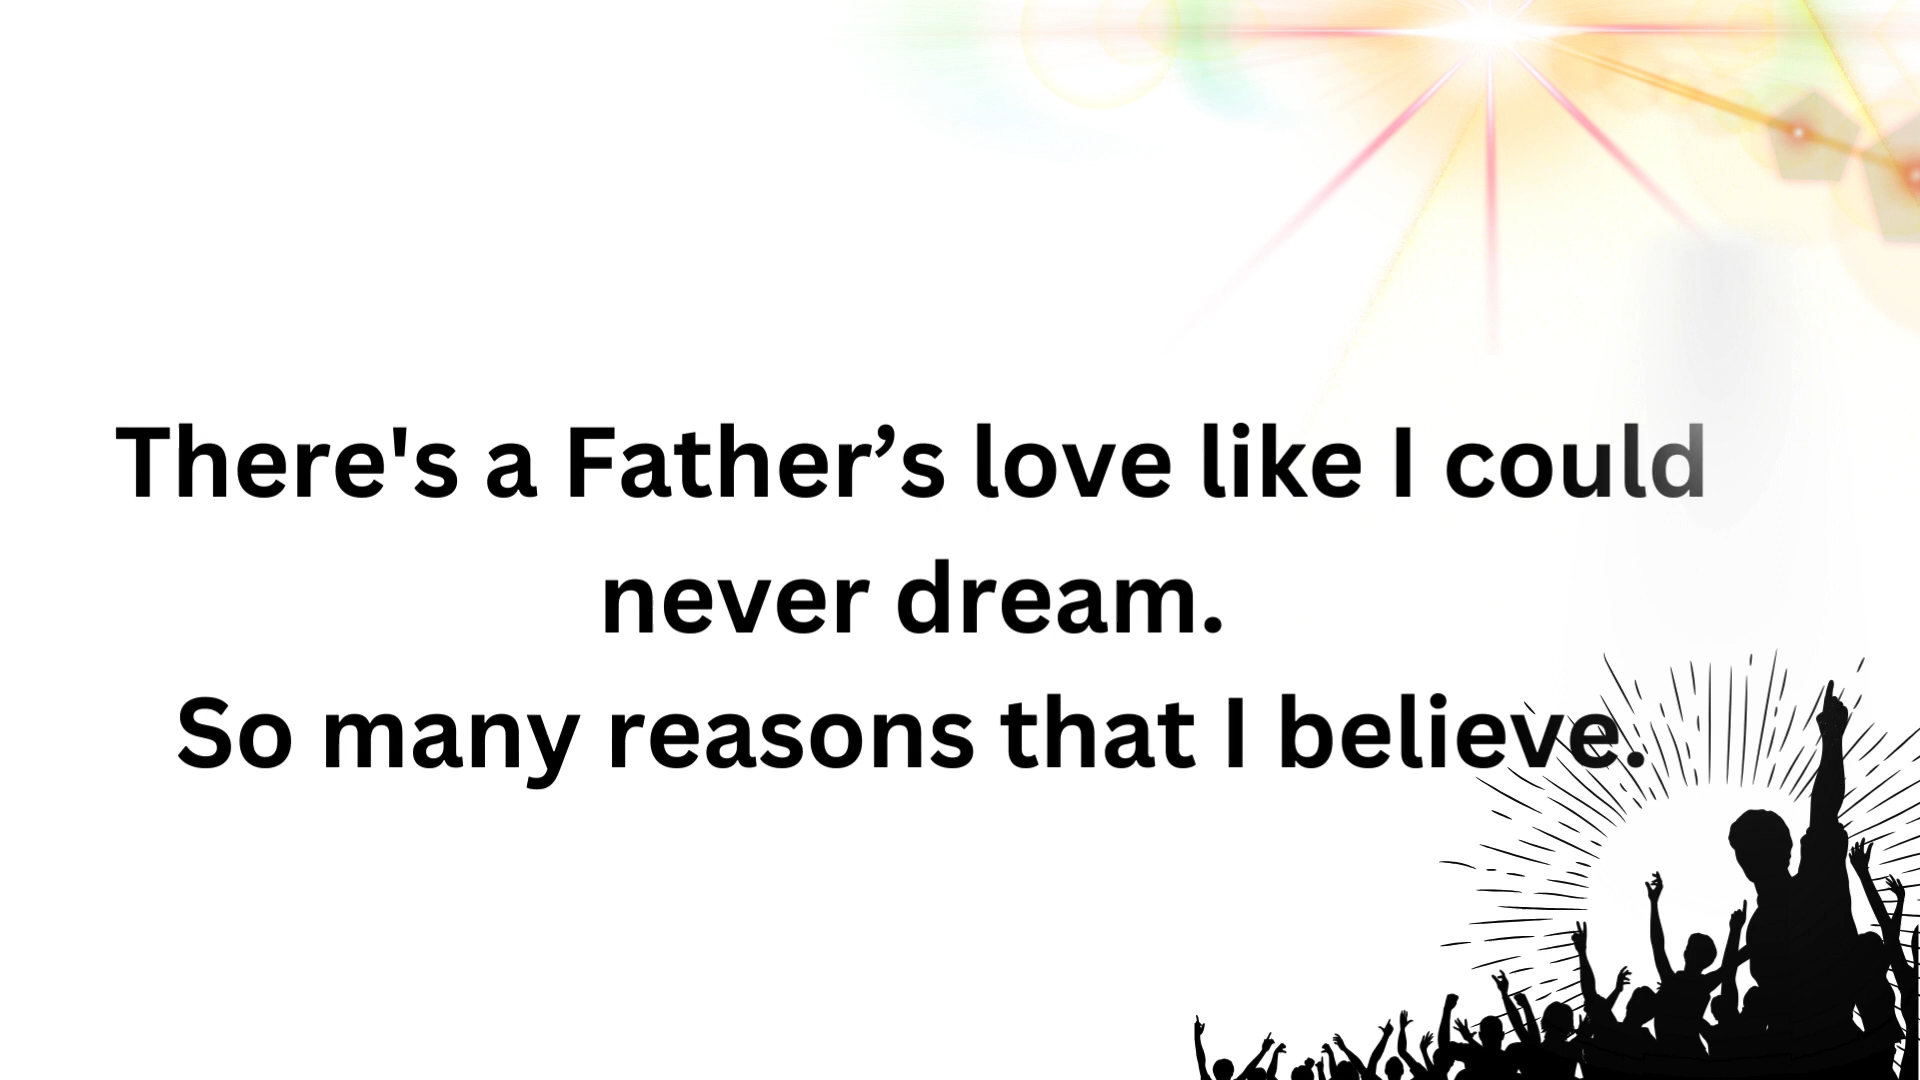 There's a Father’s love like I could
never dream.
So many reasons that I believe.